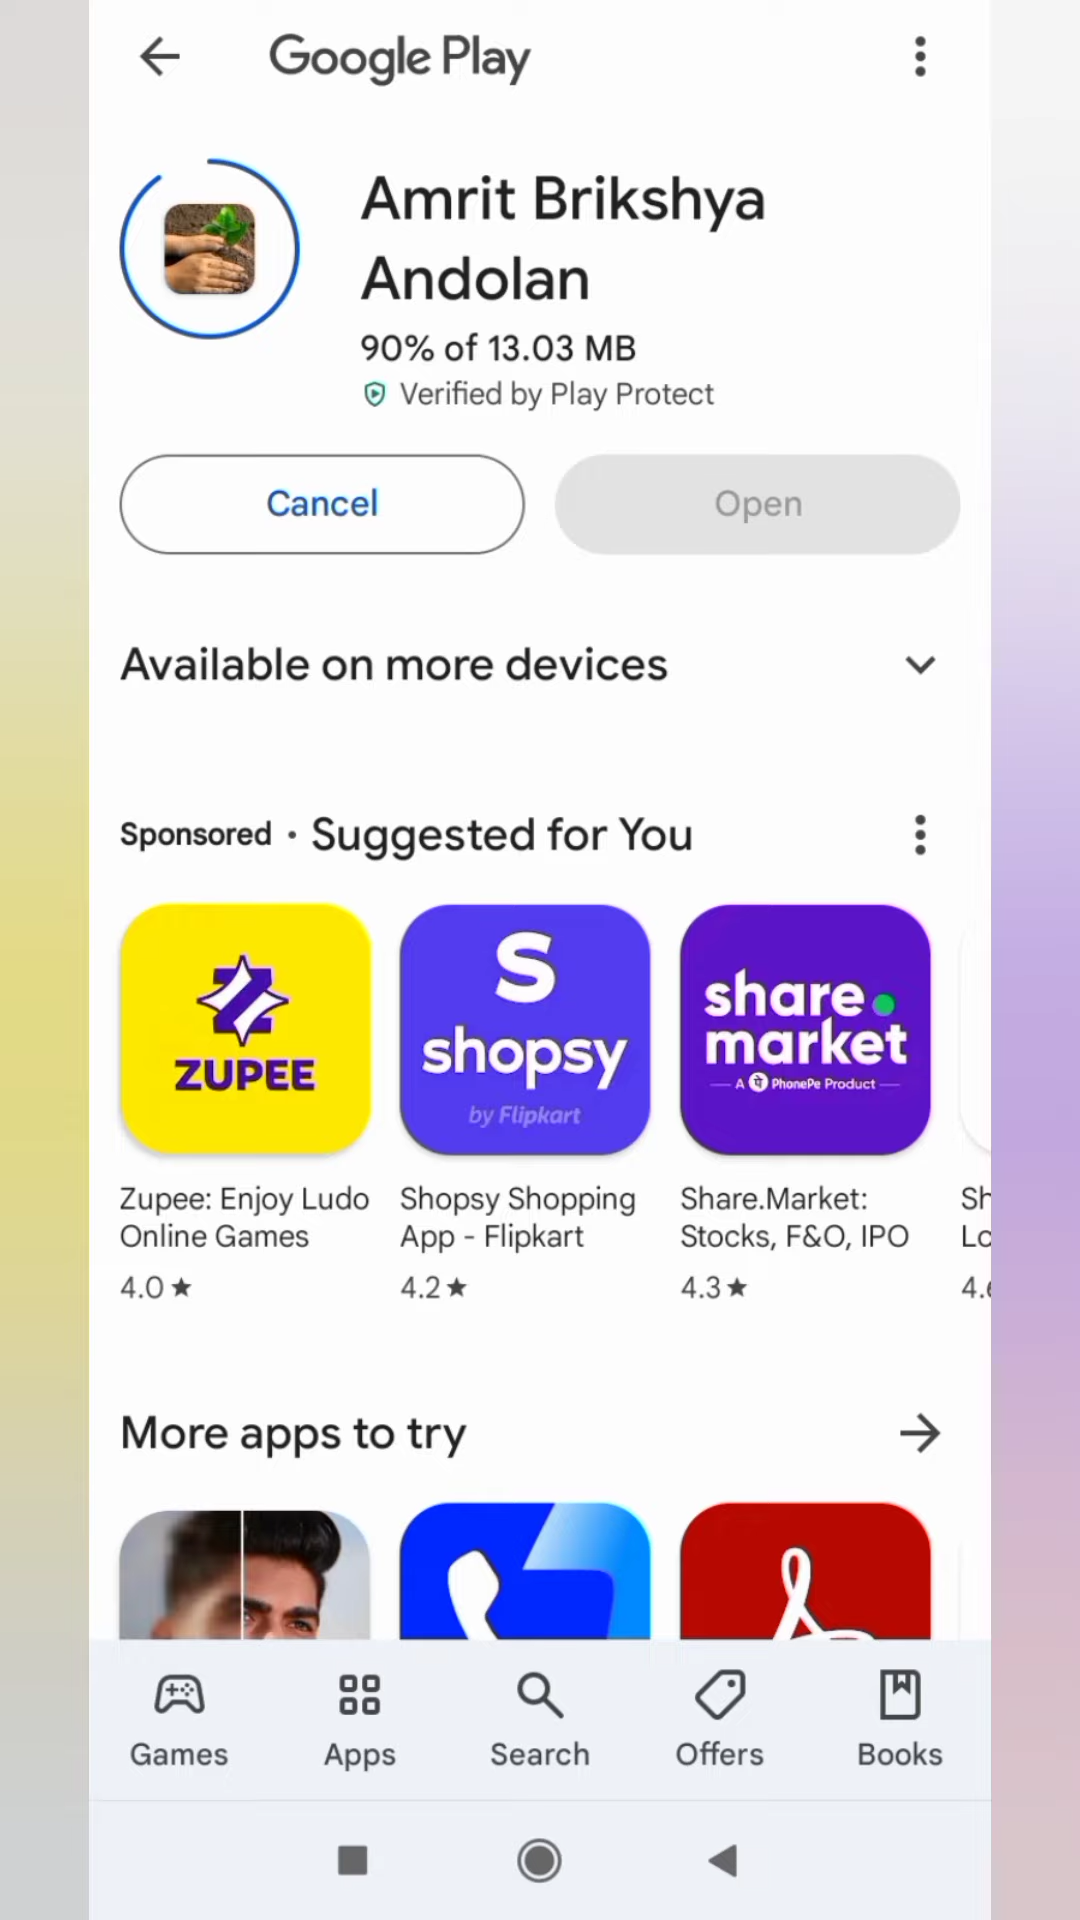 Google Play
Amrit Brikshya
Andolan
90% of 13.03 MB
Verified by Play Protect
Cancel
Open
Available on more devices
Sponsored • Suggested for You
ZUPEE
S
shopsy
by Flipkart
share.
market
A पे PhonePe Product
Zupee: Enjoy Ludo
Online Games
4.0 ★
Shopsy Shopping
App - Flipkart
4.2 ★
Share.Market:
Stocks, F&O, IPO
4.3 ★
Sh
Lo
4.
More apps to try
Games
Apps
Search
Offers
Books